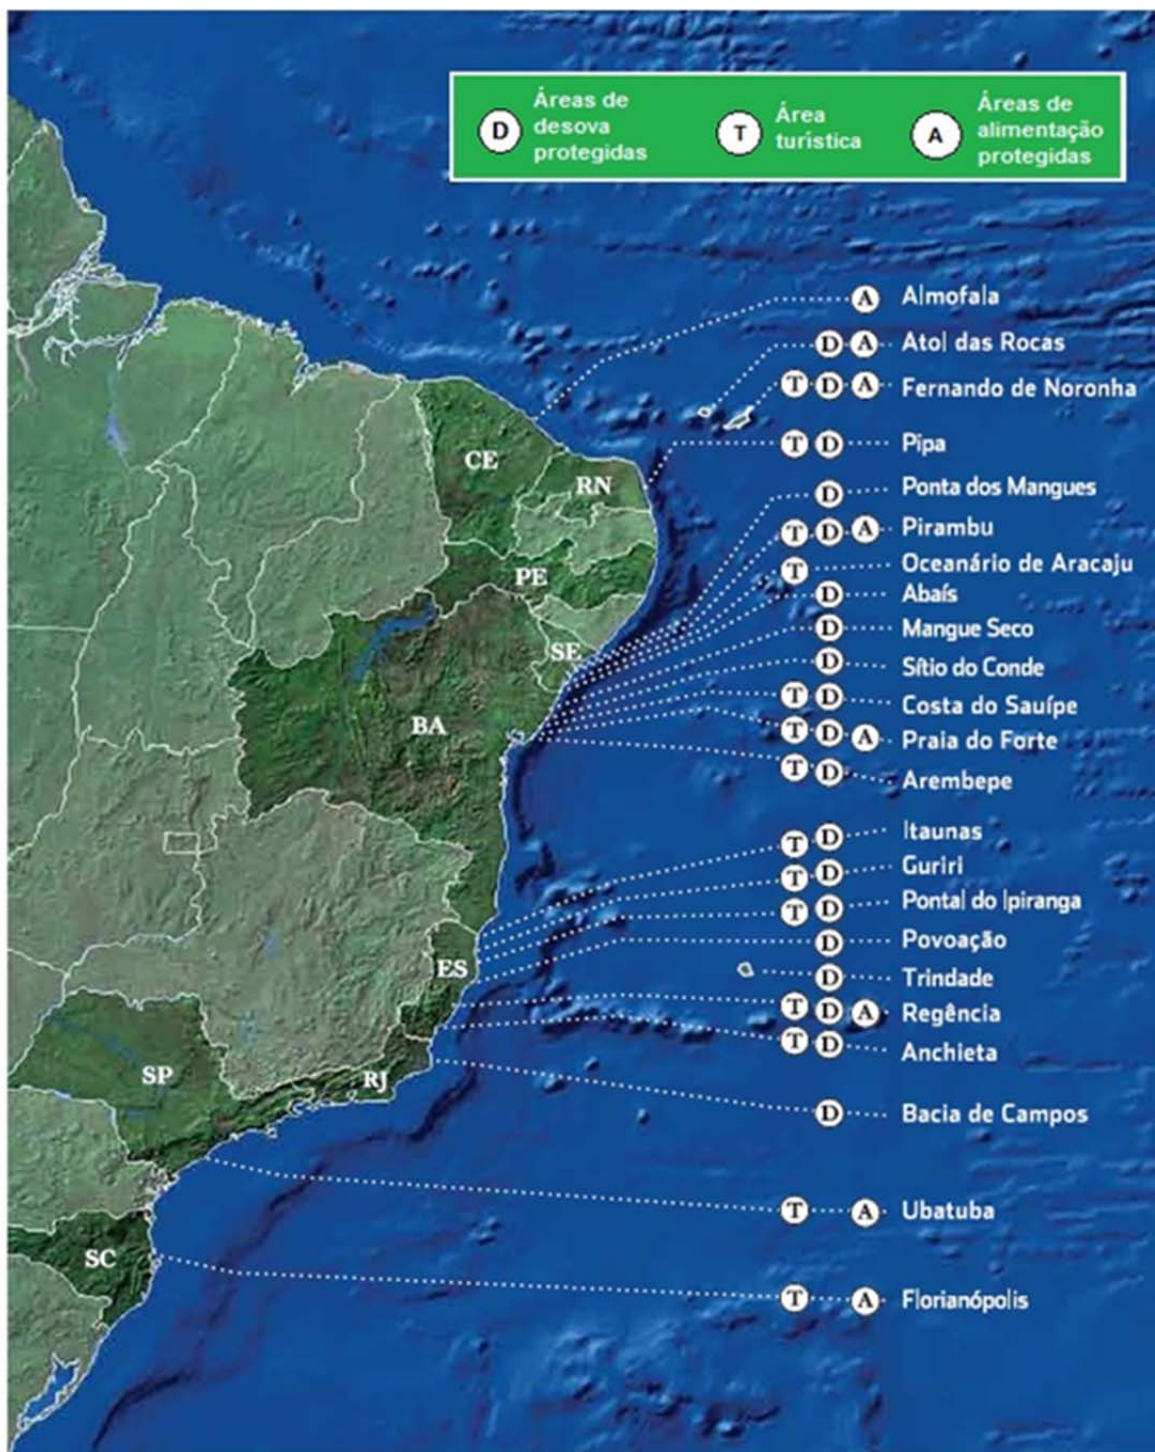 D
Áreas de
desova
protegidas
T
Área
turística
A
Áreas de
alimentação
protegidas
A Almofala
D A Atol das Rocas
T D A Fernando de Noronha
T D Pipa
D Ponta dos Mangues
T D A Pirambu
T Oceanário de Aracaju
D Abaís
D Mangue Seco
D Sítio do Conde
T D Costa do Sauípe
T D A Praia do Forte
T D Arembepe
T D Itaunas
T D Guriri
T D Pontal do Ipiranga
D Povoação
D Trindade
T D A Regência
T D Anchieta
D Bacia de Campos
T A Ubatuba
T A Florianópolis
CE
RN
PE
SE
BA
ES
SP
RJ
SC